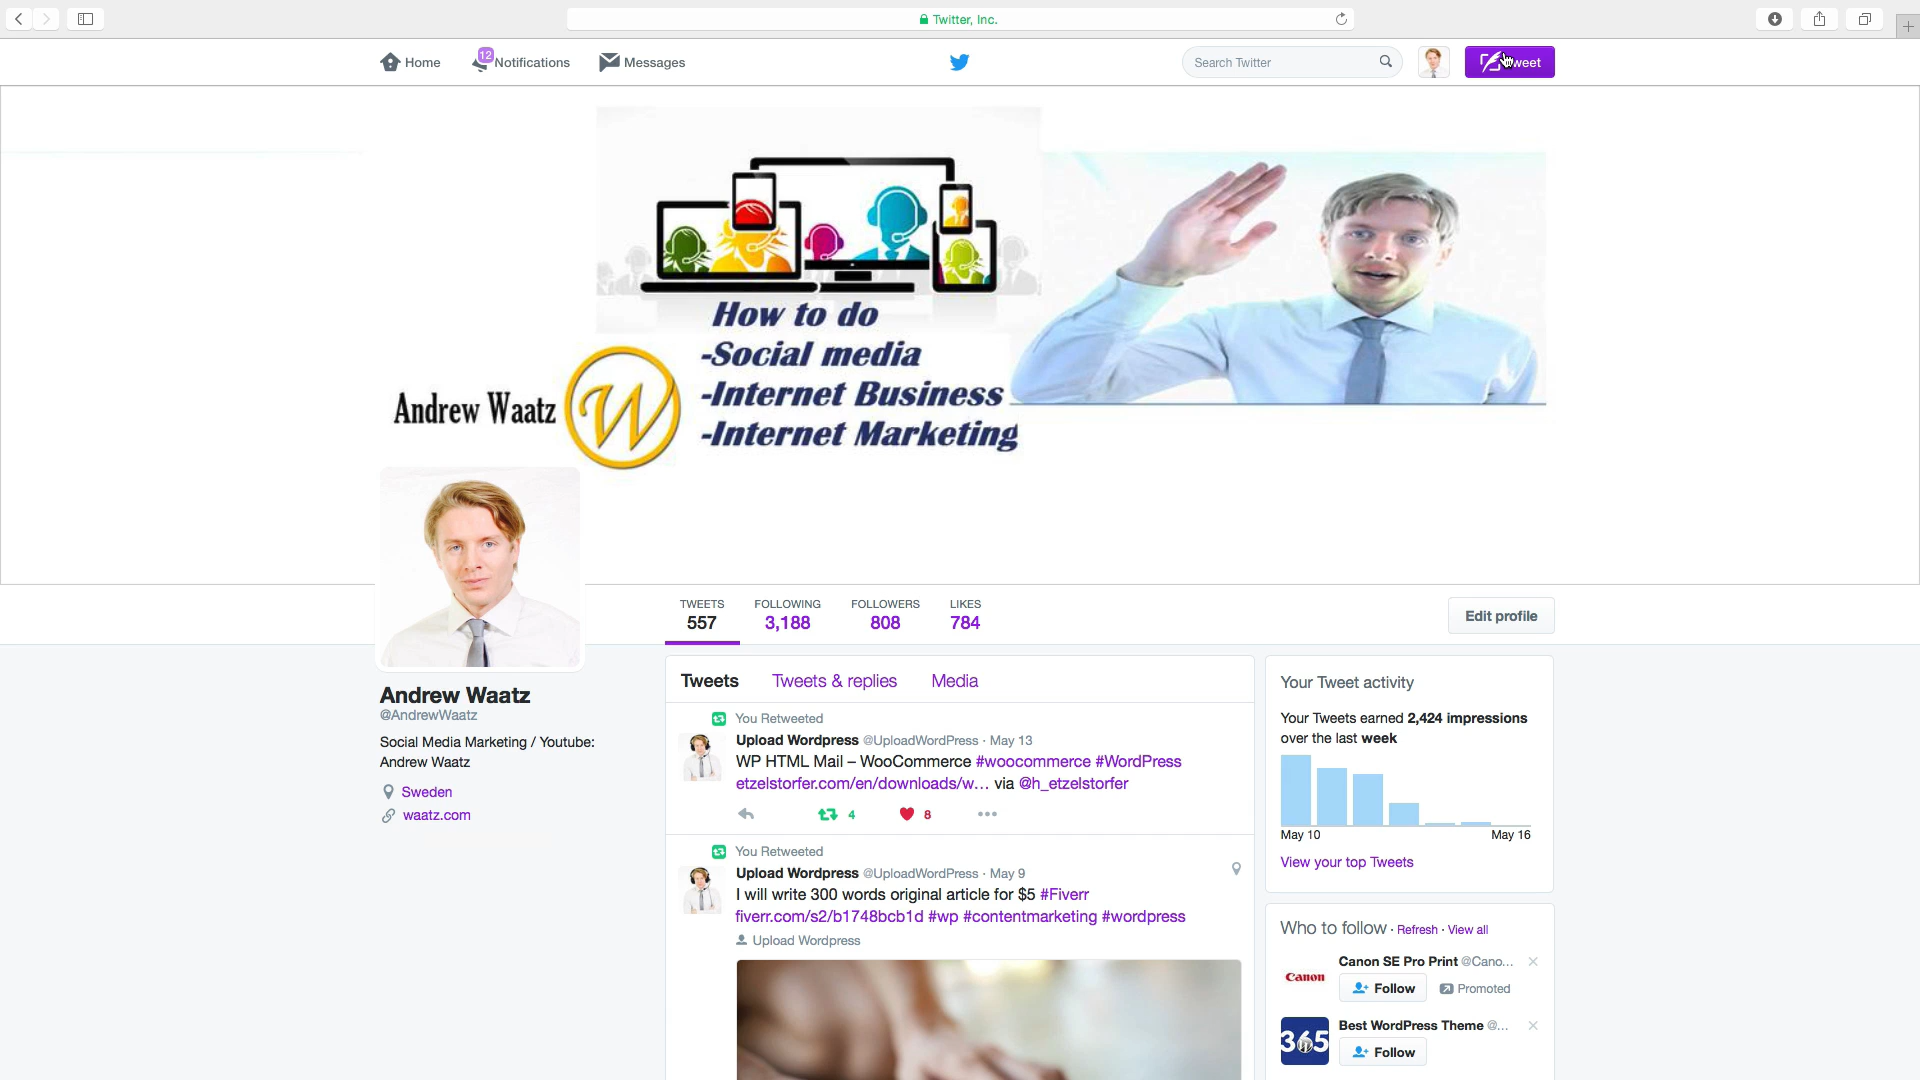 Twitter, Inc.
Home
12
Notifications
Messages
Search Twitter
How to do
-Social media
-Internet Business
-Internet Marketing
Andrew Waatz
W
TWEETS
557
FOLLOWING
3,188
FOLLOWERS
808
LIKES
784
Edit profile
Andrew Waatz
@AndrewWaatz
Social Media Marketing / Youtube:
Andrew Waatz
Sweden
waatz.com
Tweets
Tweets & replies
Media
You Retweeted
Upload Wordpress @UploadWordPress · May 13
WP HTML Mail – WooCommerce #woocommerce #WordPress
etzelstorfer.com/en/downloads/w... via @h_etzelstorfer
4
8
You Retweeted
Upload Wordpress @UploadWordPress · May 9
I will write 300 words original article for $5 #Fiverr
fiverr.com/s2/b1748bcb1d #wp #contentmarketing #wordpress
Upload Wordpress
Your Tweet activity
Your Tweets earned 2,424 impressions
over the last week
May 10
May 16
View your top Tweets
Who to follow · Refresh · View all
Canon
Canon SE Pro Print @Cano...
Follow
Promoted
365
Best WordPress Theme @...
Follow